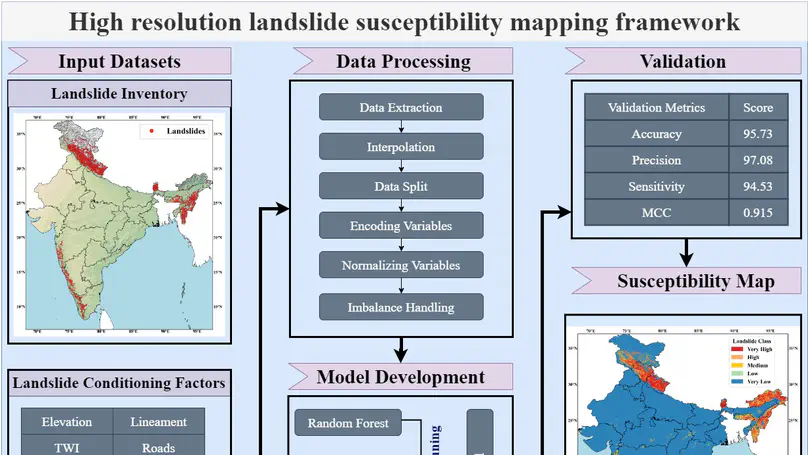 High resolution landslide susceptibility mapping framework
Input Datasets
Landslide Inventory
Landslides
Landslide Conditioning Factors
Elevation
Lineament
TWI
Roads
Data Processing
Data Extraction
Interpolation
Data Split
Encoding Variables
Normalizing Variables
Imbalance Handling
Model Development
Random Forest
Validation
Validation Metrics
Score
Accuracy
95.73
Precision
97.08
Sensitivity
94.53
MCC
0.915
Susceptibility Map
Landslide Class
Very High
High
Medium
Low
Very Low